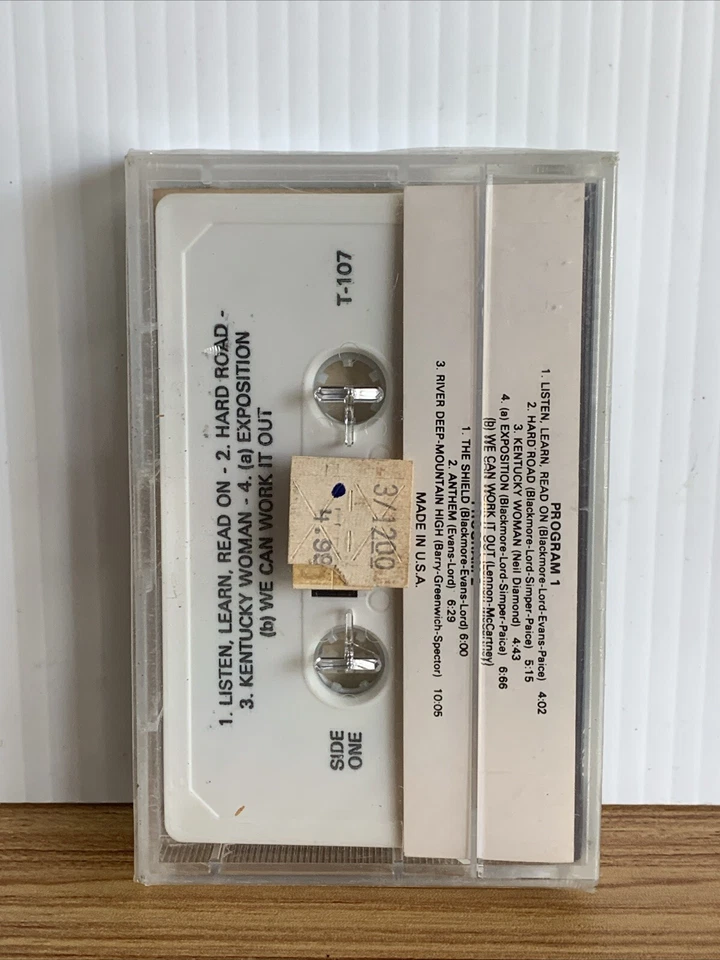 T-107
1. LISTEN, LEARN, READ ON - 2. HARD ROAD -
3. KENTUCKY WOMAN - 4. (a) EXPOSITION
(b) WE CAN WORK IT OUT
SIDE
ONE
3/1200
4.99
PROGRAM 1
1. LISTEN, LEARN, READ ON (Blackmore-Lord-Evans-Paice) 4:02
2. HARD ROAD (Blackmore-Lord-Simper-Paice) 5:15
3. KENTUCKY WOMAN (Neil Diamond) 4:43
4. (a) EXPOSITION (Blackmore-Lord-Simper-Paice) 6:66
(b) WE CAN WORK IT OUT (Lennon-McCartney)
1. THE SHIELD (Blackmore-Evans-Lord) 6:00
2. ANTHEM (Evans-Lord) 6:29
3. RIVER DEEP-MOUNTAIN HIGH (Barry-Greenwich-Spector) 10:05
MADE IN U.S.A.